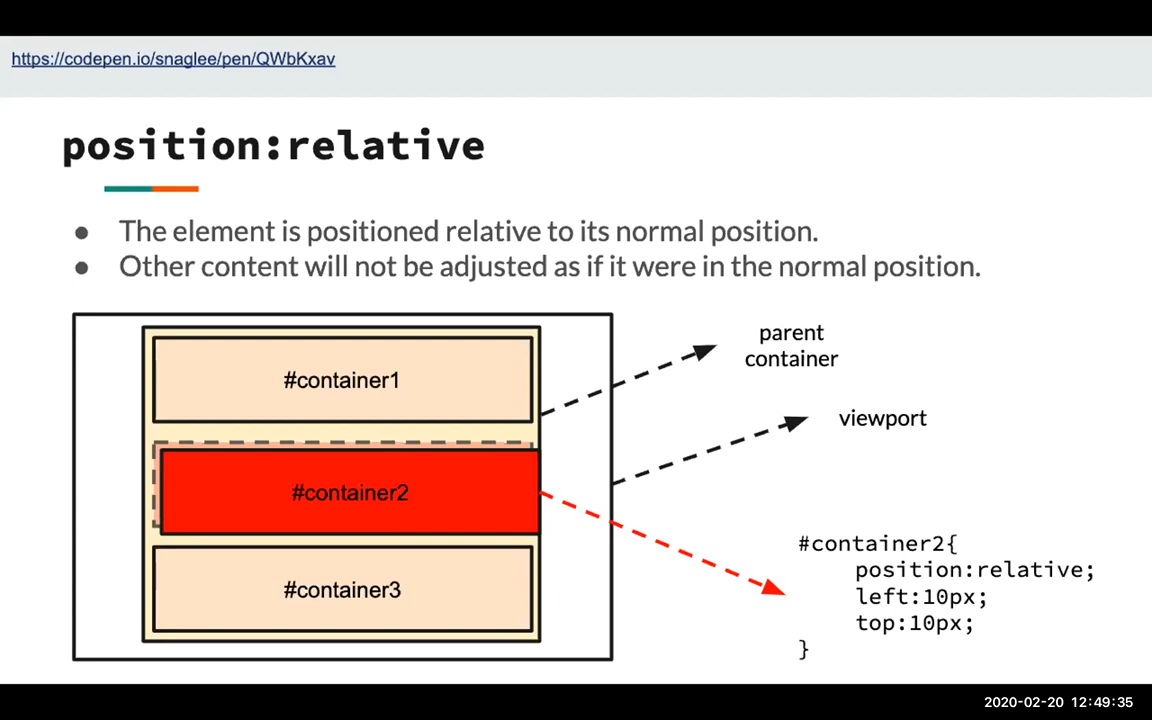 https://codepen.io/snaglee/pen/QWbKxav
position:relative
● The element is positioned relative to its normal position.
● Other content will not be adjusted as if it were in the normal position.
#container1
#container2
#container3
parent
container
viewport
#container2{
position:relative;
left:10px;
top:10px;
}
2020-02-20 12:49:35